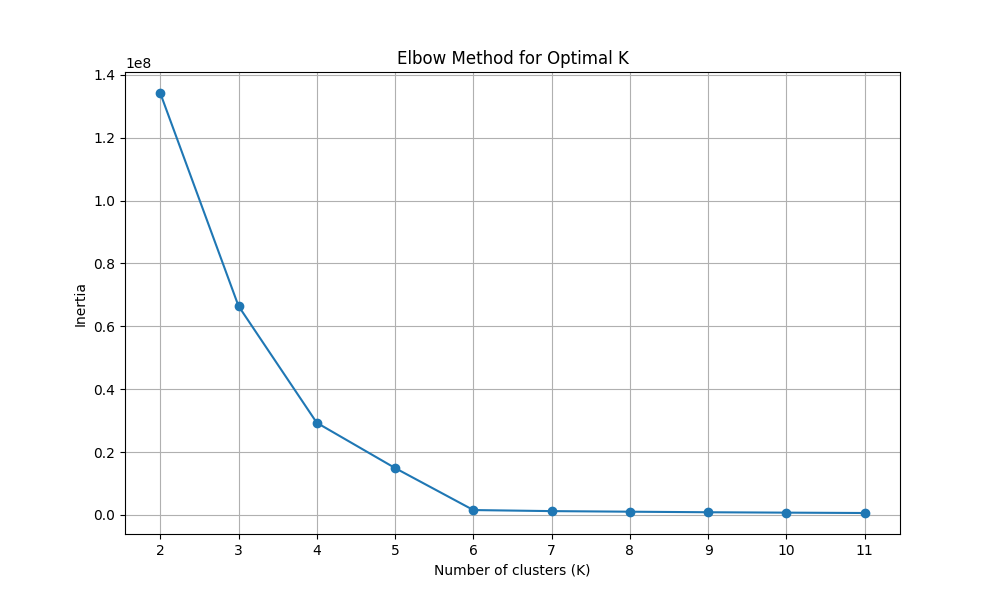 Elbow Method for Optimal K
1e8
1.4
1.2
1.0
0.8
0.6
0.4
0.2
0.0
Inertia
2 3 4 5 6 7 8 9 10 11
Number of clusters (K)